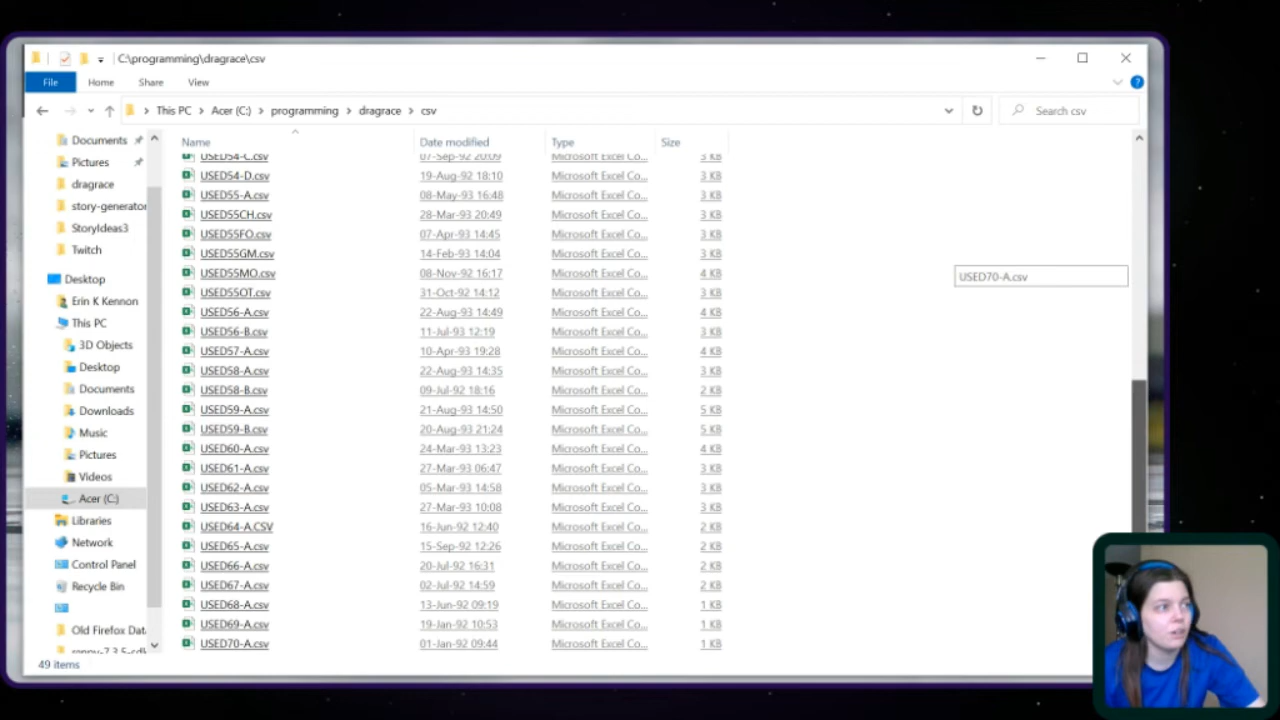 C:\programming\dragrace\csv
File Home Share View
This PC > Acer (C:) > programming > dragrace > csv
Search csv
Name Date modified Type Size
Documents
Pictures
dragrace
story-generator
StoryIdeas3
Twitch
Desktop
Erin K Kennon
This PC
3D Objects
Desktop
Documents
Downloads
Music
Pictures
Videos
Acer (C:)
Libraries
Network
Control Panel
Recycle Bin
Old Firefox Dat
renpy-7.3.5-sdk
USED54-C.csv 07-Sep-92 20:09 Microsoft Excel Co... 3 KB
USED54-D.csv 19-Aug-92 18:10 Microsoft Excel Co... 3 KB
USED55-A.csv 08-May-93 16:48 Microsoft Excel Co... 3 KB
USED55CH.csv 28-Mar-93 20:49 Microsoft Excel Co... 3 KB
USED55FO.csv 07-Apr-93 14:45 Microsoft Excel Co... 3 KB
USED55GM.csv 14-Feb-93 14:04 Microsoft Excel Co... 3 KB
USED55MO.csv 08-Nov-92 16:17 Microsoft Excel Co... 4 KB
USED55OT.csv 31-Oct-92 14:12 Microsoft Excel Co... 3 KB
USED56-A.csv 22-Aug-93 14:49 Microsoft Excel Co... 4 KB
USED56-B.csv 11-Jul-93 12:19 Microsoft Excel Co... 3 KB
USED57-A.csv 10-Apr-93 19:28 Microsoft Excel Co... 4 KB
USED58-A.csv 22-Aug-93 14:35 Microsoft Excel Co... 3 KB
USED58-B.csv 09-Jul-92 18:16 Microsoft Excel Co... 2 KB
USED59-A.csv 21-Aug-93 14:50 Microsoft Excel Co... 5 KB
USED59-B.csv 20-Aug-93 21:24 Microsoft Excel Co... 5 KB
USED60-A.csv 24-Mar-93 13:23 Microsoft Excel Co... 4 KB
USED61-A.csv 27-Mar-93 06:47 Microsoft Excel Co... 3 KB
USED62-A.csv 05-Mar-93 14:58 Microsoft Excel Co... 3 KB
USED63-A.csv 27-Mar-93 10:08 Microsoft Excel Co... 3 KB
USED64-A.CSV 16-Jun-92 12:40 Microsoft Excel Co... 2 KB
USED65-A.csv 15-Sep-92 12:26 Microsoft Excel Co... 2 KB
USED66-A.csv 20-Jul-92 16:31 Microsoft Excel Co... 2 KB
USED67-A.csv 02-Jul-92 14:59 Microsoft Excel Co... 2 KB
USED68-A.csv 13-Jun-92 09:19 Microsoft Excel Co... 1 KB
USED69-A.csv 19-Jan-92 10:53 Microsoft Excel Co... 1 KB
USED70-A.csv 01-Jan-92 09:44 Microsoft Excel Co... 1 KB
USED70-A.csv
49 items